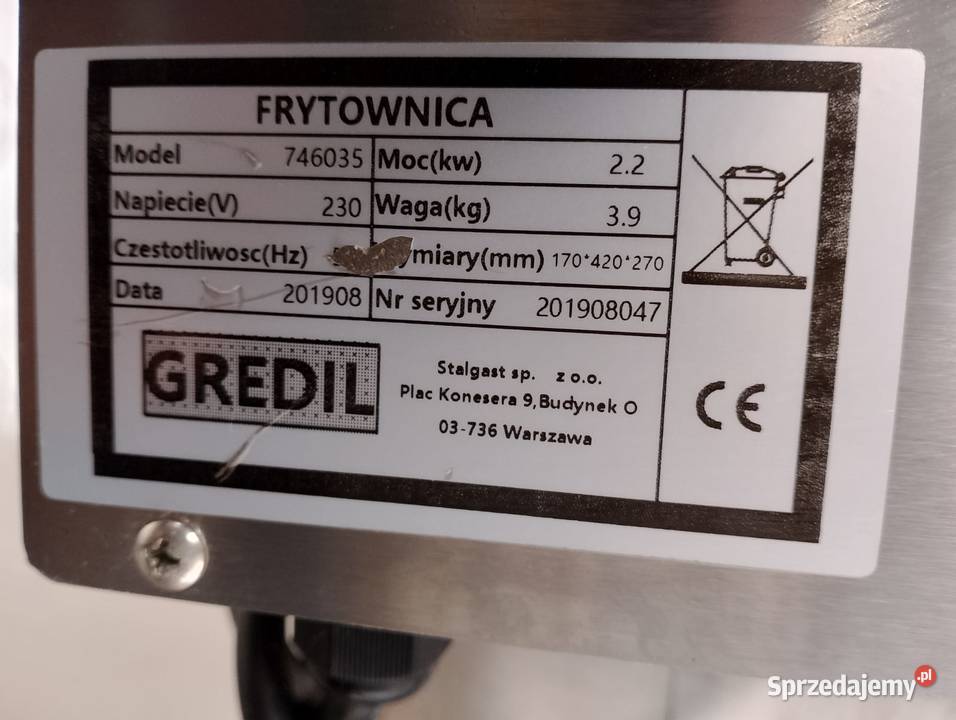 FRYTOWNICA
Model 746035 Moc(kw) 2.2
Napiecie(V) 230 Waga(kg) 3.9
Czestotliwosc(Hz) ymiary(mm) 170*420*270
Data 201908 Nr seryjny 201908047
GREDIL
Stalgast sp. z o.o.
Plac Konesera 9,Budynek O
03-736 Warszawa
CE
Sprzedajemy.pl